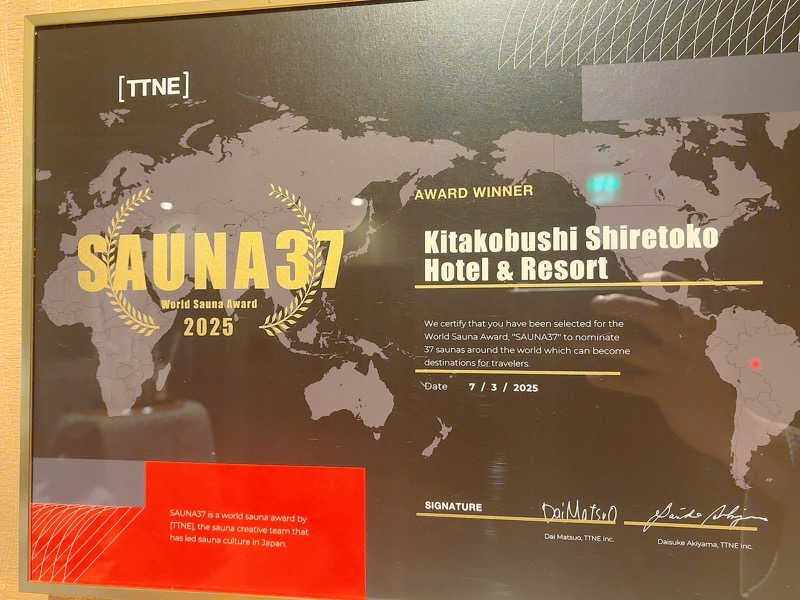 [TTNE]
SAUNA37
World Sauna Award
2025
AWARD WINNER
Kitakobushi Shiretoko
Hotel & Resort
We certify that you have been selected for the
World Sauna Award, "SAUNA37" to nominate
37 saunas around the world which can become
destinations for travelers.
Date 7 / 3 / 2025
SIGNATURE
Dai Matsuo
Dai Matsuo, TTNE inc.
Daisuke Akiyama, TTNE inc.
SAUNA37 is a world sauna award by
[TTNE], the sauna creative team that
has led sauna culture in Japan.